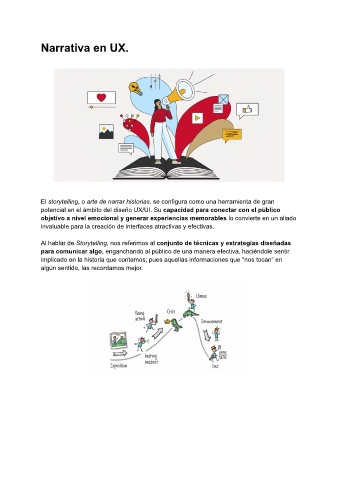 Narrativa en UX.
El storytelling, o arte de narrar historias, se configura como una herramienta de gran
potencial en el ámbito del diseño UX/UI. Su capacidad para conectar con el público
objetivo a nivel emocional y generar experiencias memorables lo convierte en un aliado
invaluable para la creación de interfaces atractivas y efectivas.
Al hablar de Storytelling, nos referimos al conjunto de técnicas y estrategias diseñadas
para comunicar algo, enganchando al público de una manera efectiva, haciéndole sentir
implicado en la historia que contamos; pues aquellas informaciones que “nos tocan” en
algún sentido, las recordamos mejor.
Climax
Rising
action
Crisis
Denouement
Inciting
incident
Exposition
End